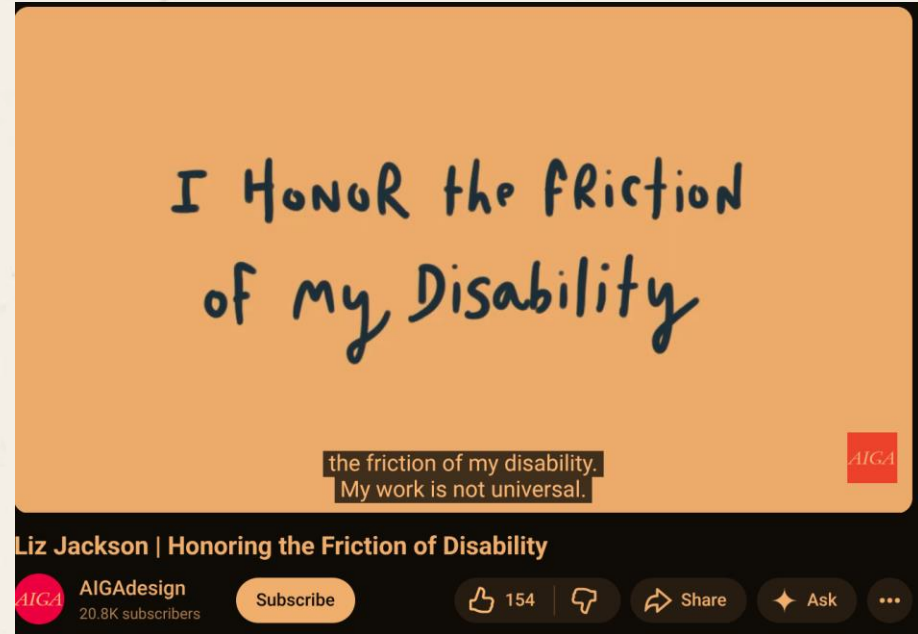 I HONOR the FRictioN
of My Disability
the friction of my disability.
My work is not universal.
AIGA
Liz Jackson | Honoring the Friction of Disability
AIGA
AIGAdesign
20.8K subscribers
Subscribe
154
Share
Ask